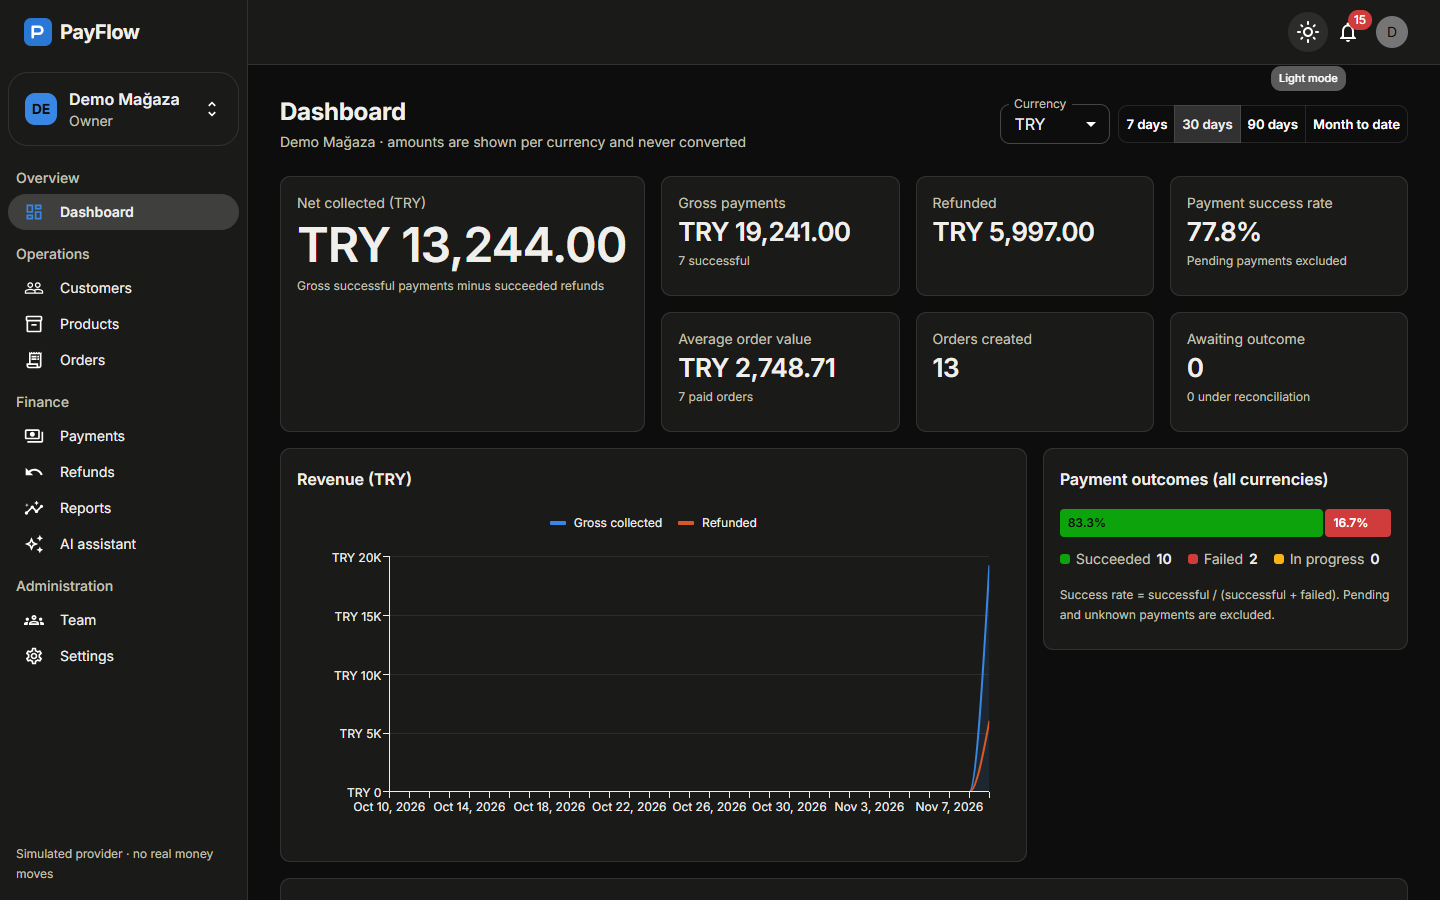 PayFlow
15
D
Light mode
DE
Demo Mağaza
Owner
Overview
Dashboard
Operations
Customers
Products
Orders
Finance
Payments
Refunds
Reports
AI assistant
Administration
Team
Settings
Simulated provider · no real money
moves
Dashboard
Demo Mağaza · amounts are shown per currency and never converted
Currency
TRY
7 days
30 days
90 days
Month to date
Net collected (TRY)
TRY 13,244.00
Gross successful payments minus succeeded refunds
Gross payments
TRY 19,241.00
7 successful
Refunded
TRY 5,997.00
Payment success rate
77.8%
Pending payments excluded
Average order value
TRY 2,748.71
7 paid orders
Orders created
13
Awaiting outcome
0
0 under reconciliation
Revenue (TRY)
Gross collected
Refunded
TRY 20K
TRY 15K
TRY 10K
TRY 5K
TRY 0
Oct 10, 2026 Oct 14, 2026 Oct 18, 2026 Oct 22, 2026 Oct 26, 2026 Oct 30, 2026 Nov 3, 2026 Nov 7, 2026
Payment outcomes (all currencies)
83.3%
16.7%
Succeeded 10
Failed 2
In progress 0
Success rate = successful / (successful + failed). Pending
and unknown payments are excluded.